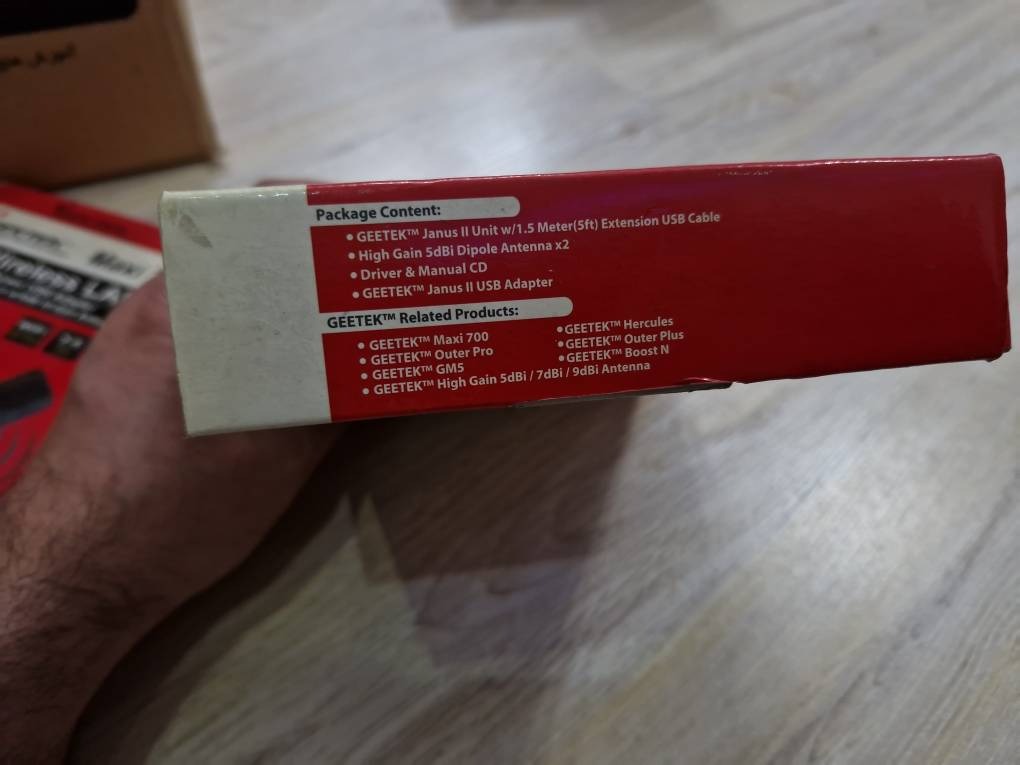 Package Content:
• GEETEK™ Janus II Unit w/1.5 Meter(5ft) Extension USB Cable
• High Gain 5dBi Dipole Antenna x2
• Driver & Manual CD
• GEETEK™ Janus II USB Adapter
GEETEK™ Related Products:
• GEETEK™ Maxi 700
• GEETEK™ Outer Pro
• GEETEK™ GM5
• GEETEK™ High Gain 5dBi / 7dBi / 9dBi Antenna
• GEETEK™ Hercules
• GEETEK™ Outer Plus
• GEETEK™ Boost N
Maxi
Wireless LA